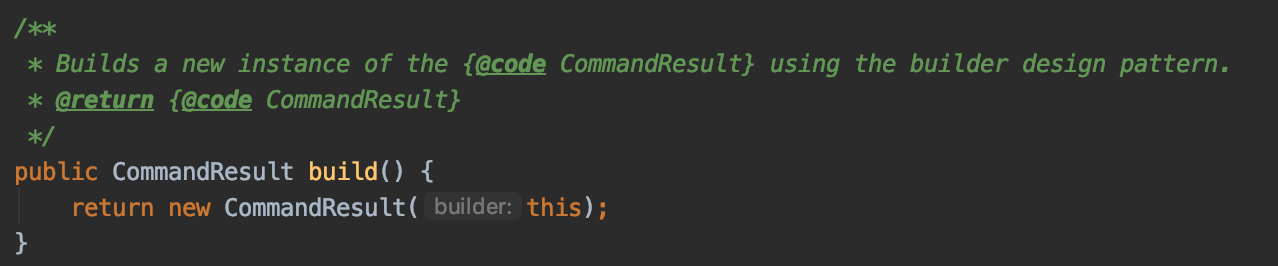 /**
 * Builds a new instance of the {@code CommandResult} using the builder design pattern.
 * @return {@code CommandResult}
 */
public CommandResult build() {
    return new CommandResult( builder: this);
}